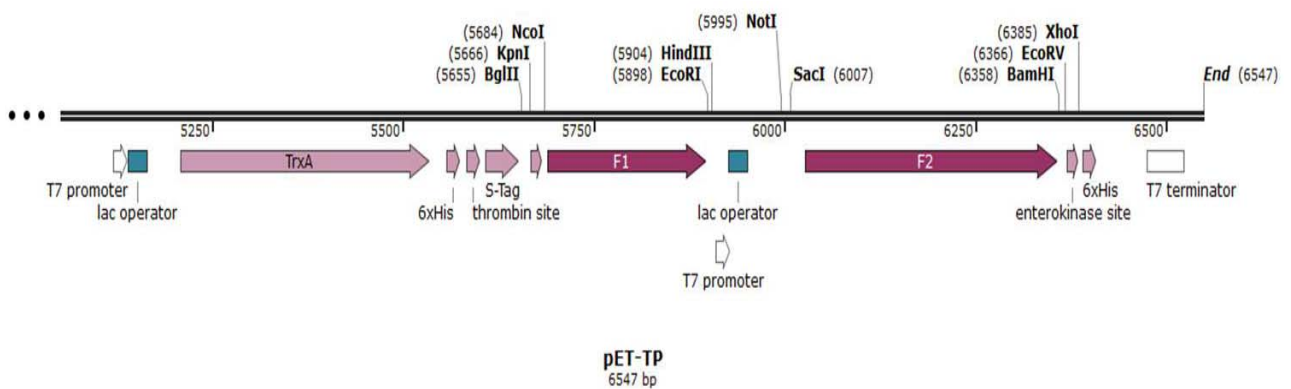 (5995) NotI
(5684) NcoI
(6385) XhoI
(5666) KpnI
(5904) HindIII
(6366) EcoRV
(5655) BglII
(5898) EcoRI
SacI (6007)
(6358) BamHI
End (6547)
5250
5500
5750
6000
6250
6500
TrxA
F1
F2
T7 promoter
S-Tag
6xHis
T7 terminator
lac operator
6xHis
thrombin site
lac operator
enterokinase site
T7 promoter
pET-TP
6547 bp